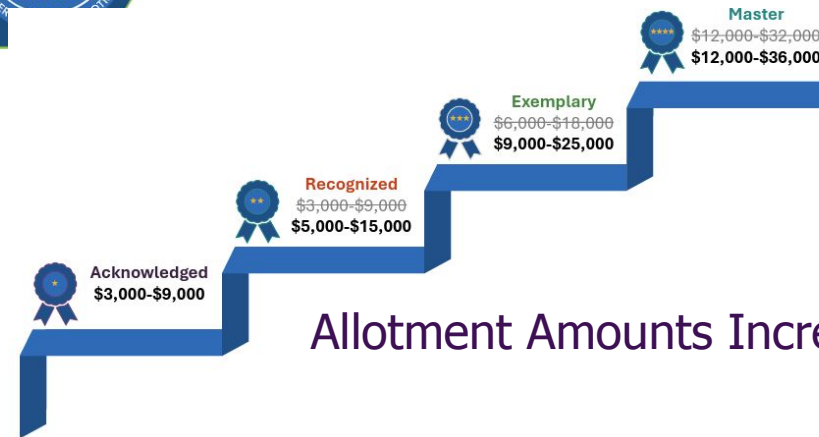 Master
$12,000-$32,000
$12,000-$36,000
Exemplary
$6,000-$18,000
$9,000-$25,000
Recognized
$3,000-$9,000
$5,000-$15,000
Acknowledged
$3,000-$9,000
Allotment Amounts Incre